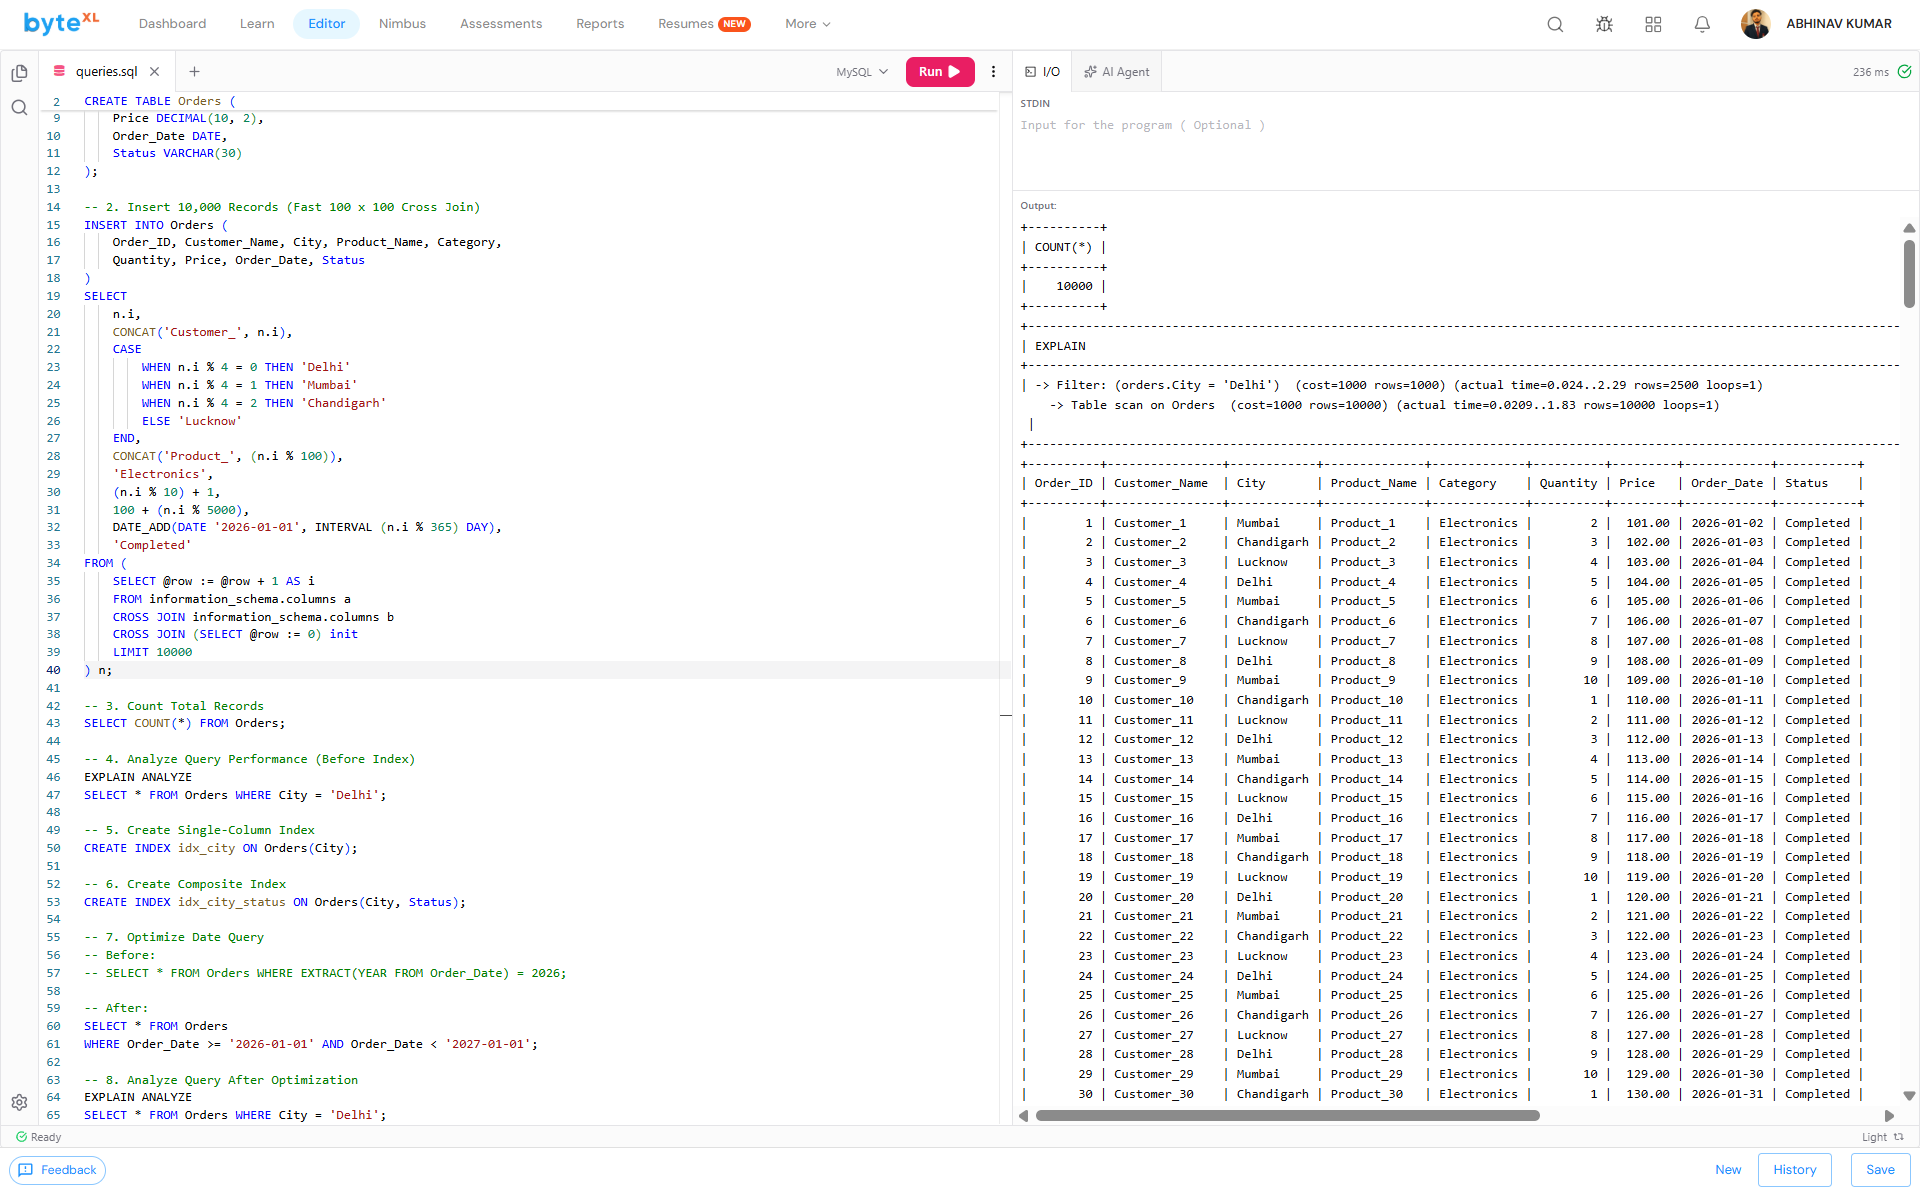 byteXL
Dashboard
Learn
Editor
Nimbus
Assessments
Reports
Resumes NEW
More
ABHINAV KUMAR
queries.sql
MySQL
Run
2 CREATE TABLE Orders (
9 Price DECIMAL(10, 2),
10 Order_Date DATE,
11 Status VARCHAR(30)
12 );
13
14 -- 2. Insert 10,000 Records (Fast 100 x 100 Cross Join)
15 INSERT INTO Orders (
16 Order_ID, Customer_Name, City, Product_Name, Category,
17 Quantity, Price, Order_Date, Status
18 )
19 SELECT
20 n.i,
21 CONCAT('Customer_', n.i),
22 CASE
23 WHEN n.i % 4 = 0 THEN 'Delhi'
24 WHEN n.i % 4 = 1 THEN 'Mumbai'
25 WHEN n.i % 4 = 2 THEN 'Chandigarh'
26 ELSE 'Lucknow'
27 END,
28 CONCAT('Product_', (n.i % 100)),
29 'Electronics',
30 (n.i % 10) + 1,
31 100 + (n.i % 5000),
32 DATE_ADD(DATE '2026-01-01', INTERVAL (n.i % 365) DAY),
33 'Completed'
34 FROM (
35 SELECT @row := @row + 1 AS i
36 FROM information_schema.columns a
37 CROSS JOIN information_schema.columns b
38 CROSS JOIN (SELECT @row := 0) init
39 LIMIT 10000
40 ) n;
41
42 -- 3. Count Total Records
43 SELECT COUNT(*) FROM Orders;
44
45 -- 4. Analyze Query Performance (Before Index)
46 EXPLAIN ANALYZE
47 SELECT * FROM Orders WHERE City = 'Delhi';
48
49 -- 5. Create Single-Column Index
50 CREATE INDEX idx_city ON Orders(City);
51
52 -- 6. Create Composite Index
53 CREATE INDEX idx_city_status ON Orders(City, Status);
54
55 -- 7. Optimize Date Query
56 -- Before:
57 -- SELECT * FROM Orders WHERE EXTRACT(YEAR FROM Order_Date) = 2026;
58
59 -- After:
60 SELECT * FROM Orders
61 WHERE Order_Date >= '2026-01-01' AND Order_Date < '2027-01-01';
62
63 -- 8. Analyze Query After Optimization
64 EXPLAIN ANALYZE
65 SELECT * FROM Orders WHERE City = 'Delhi';
I/O
AI Agent
236 ms
STDIN
Input for the program ( Optional )
Output:
+----------+
| COUNT(*) |
+----------+
| 10000 |
+----------+
+-------------------------------------------------------------------------------------------------------------------------
| EXPLAIN
+-------------------------------------------------------------------------------------------------------------------------
| -> Filter: (orders.City = 'Delhi') (cost=1000 rows=1000) (actual time=0.024..2.29 rows=2500 loops=1)
-> Table scan on Orders (cost=1000 rows=10000) (actual time=0.0209..1.83 rows=10000 loops=1)
|
+-------------------------------------------------------------------------------------------------------------------------
+----------+---------------+------------+--------------+-------------+----------+---------+------------+-----------+
| Order_ID | Customer_Name | City | Product_Name | Category | Quantity | Price | Order_Date | Status |
+----------+---------------+------------+--------------+-------------+----------+---------+------------+-----------+
| 1 | Customer_1 | Mumbai | Product_1 | Electronics | 2 | 101.00 | 2026-01-02 | Completed |
| 2 | Customer_2 | Chandigarh | Product_2 | Electronics | 3 | 102.00 | 2026-01-03 | Completed |
| 3 | Customer_3 | Lucknow | Product_3 | Electronics | 4 | 103.00 | 2026-01-04 | Completed |
| 4 | Customer_4 | Delhi | Product_4 | Electronics | 5 | 104.00 | 2026-01-05 | Completed |
| 5 | Customer_5 | Mumbai | Product_5 | Electronics | 6 | 105.00 | 2026-01-06 | Completed |
| 6 | Customer_6 | Chandigarh | Product_6 | Electronics | 7 | 106.00 | 2026-01-07 | Completed |
| 7 | Customer_7 | Lucknow | Product_7 | Electronics | 8 | 107.00 | 2026-01-08 | Completed |
| 8 | Customer_8 | Delhi | Product_8 | Electronics | 9 | 108.00 | 2026-01-09 | Completed |
| 9 | Customer_9 | Mumbai | Product_9 | Electronics | 10 | 109.00 | 2026-01-10 | Completed |
| 10 | Customer_10 | Chandigarh | Product_10 | Electronics | 1 | 110.00 | 2026-01-11 | Completed |
| 11 | Customer_11 | Lucknow | Product_11 | Electronics | 2 | 111.00 | 2026-01-12 | Completed |
| 12 | Customer_12 | Delhi | Product_12 | Electronics | 3 | 112.00 | 2026-01-13 | Completed |
| 13 | Customer_13 | Mumbai | Product_13 | Electronics | 4 | 113.00 | 2026-01-14 | Completed |
| 14 | Customer_14 | Chandigarh | Product_14 | Electronics | 5 | 114.00 | 2026-01-15 | Completed |
| 15 | Customer_15 | Lucknow | Product_15 | Electronics | 6 | 115.00 | 2026-01-16 | Completed |
| 16 | Customer_16 | Delhi | Product_16 | Electronics | 7 | 116.00 | 2026-01-17 | Completed |
| 17 | Customer_17 | Mumbai | Product_17 | Electronics | 8 | 117.00 | 2026-01-18 | Completed |
| 18 | Customer_18 | Chandigarh | Product_18 | Electronics | 9 | 118.00 | 2026-01-19 | Completed |
| 19 | Customer_19 | Lucknow | Product_19 | Electronics | 10 | 119.00 | 2026-01-20 | Completed |
| 20 | Customer_20 | Delhi | Product_20 | Electronics | 1 | 120.00 | 2026-01-21 | Completed |
| 21 | Customer_21 | Mumbai | Product_21 | Electronics | 2 | 121.00 | 2026-01-22 | Completed |
| 22 | Customer_22 | Chandigarh | Product_22 | Electronics | 3 | 122.00 | 2026-01-23 | Completed |
| 23 | Customer_23 | Lucknow | Product_23 | Electronics | 4 | 123.00 | 2026-01-24 | Completed |
| 24 | Customer_24 | Delhi | Product_24 | Electronics | 5 | 124.00 | 2026-01-25 | Completed |
| 25 | Customer_25 | Mumbai | Product_25 | Electronics | 6 | 125.00 | 2026-01-26 | Completed |
| 26 | Customer_26 | Chandigarh | Product_26 | Electronics | 7 | 126.00 | 2026-01-27 | Completed |
| 27 | Customer_27 | Lucknow | Product_27 | Electronics | 8 | 127.00 | 2026-01-28 | Completed |
| 28 | Customer_28 | Delhi | Product_28 | Electronics | 9 | 128.00 | 2026-01-29 | Completed |
| 29 | Customer_29 | Mumbai | Product_29 | Electronics | 10 | 129.00 | 2026-01-30 | Completed |
| 30 | Customer_30 | Chandigarh | Product_30 | Electronics | 1 | 130.00 | 2026-01-31 | Completed |
Ready
Light
Feedback
New
History
Save